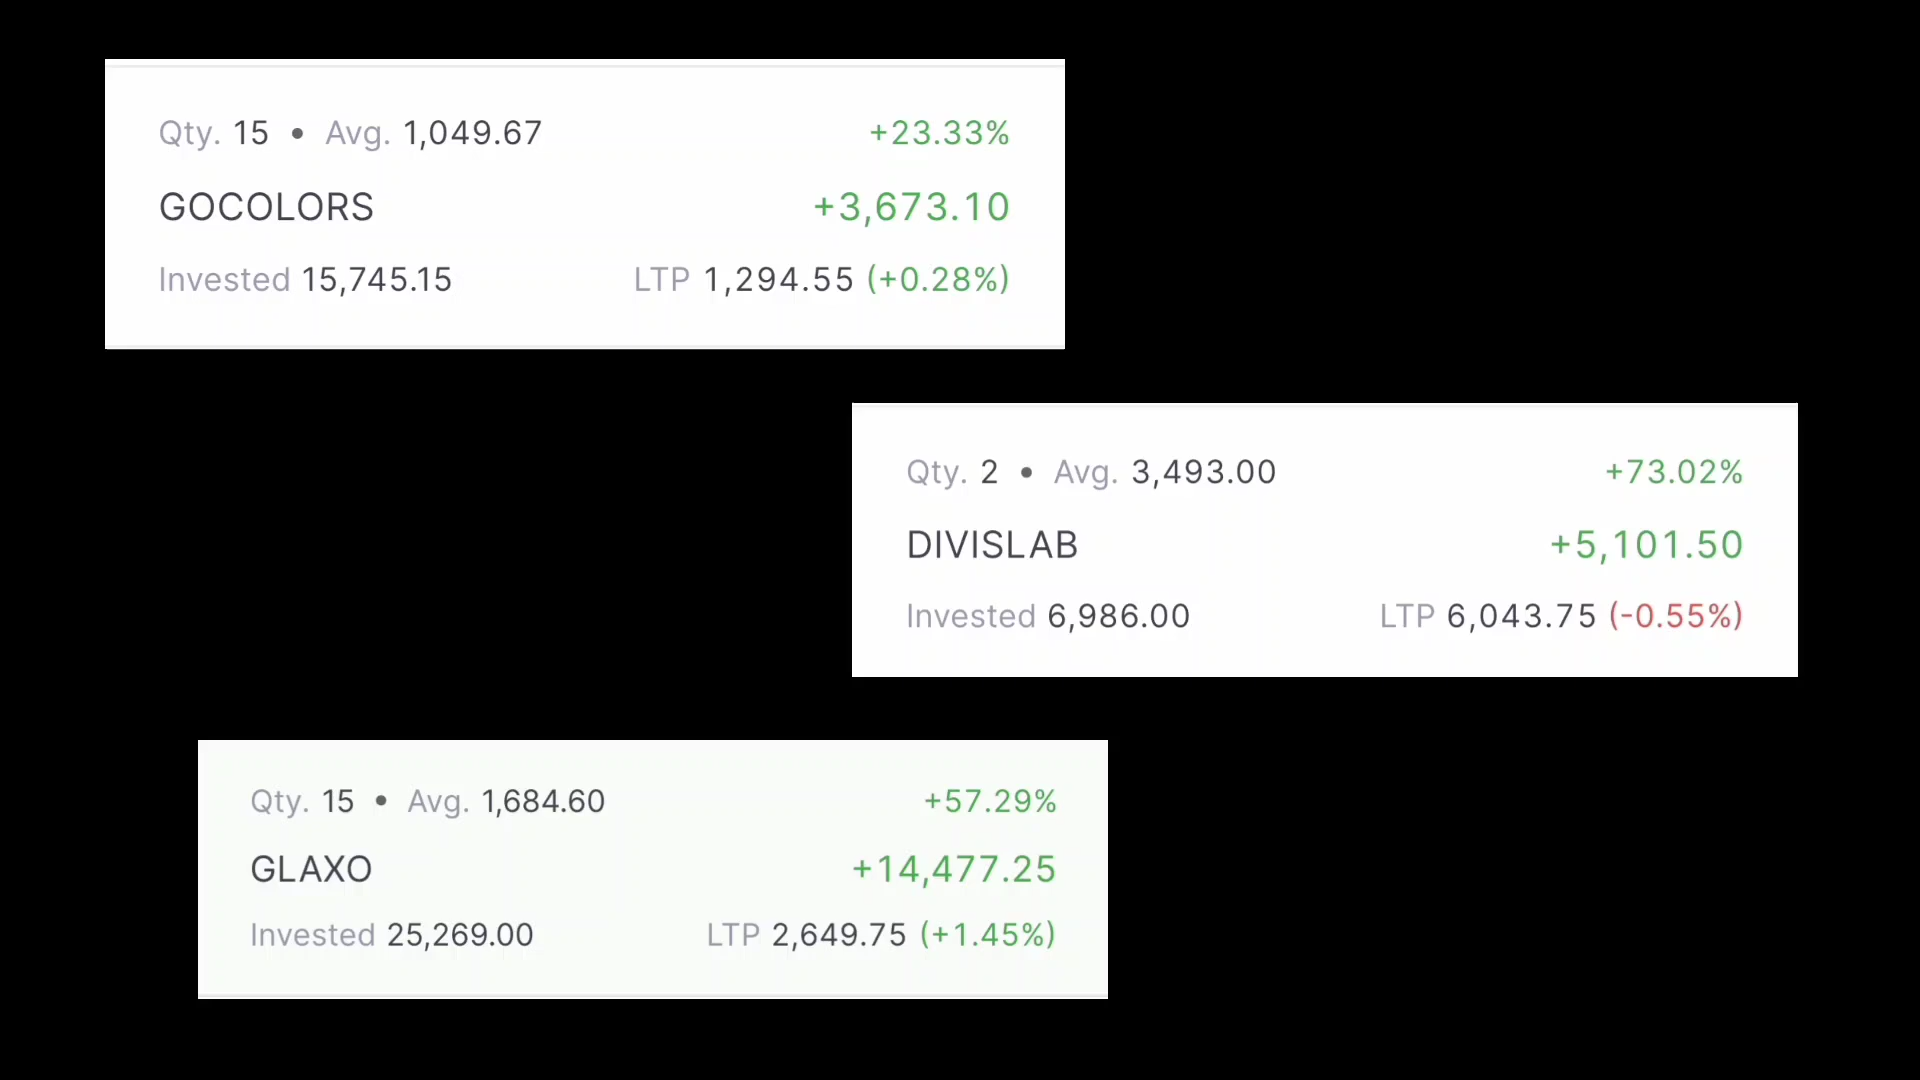 Qty. 15 • Avg. 1,049.67 +23.33%
GOCOLORS +3,673.10
Invested 15,745.15 LTP 1,294.55 (+0.28%)
Qty. 2 • Avg. 3,493.00 +73.02%
DIVISLAB +5,101.50
Invested 6,986.00 LTP 6,043.75 (-0.55%)
Qty. 15 • Avg. 1,684.60 +57.29%
GLAXO +14,477.25
Invested 25,269.00 LTP 2,649.75 (+1.45%)